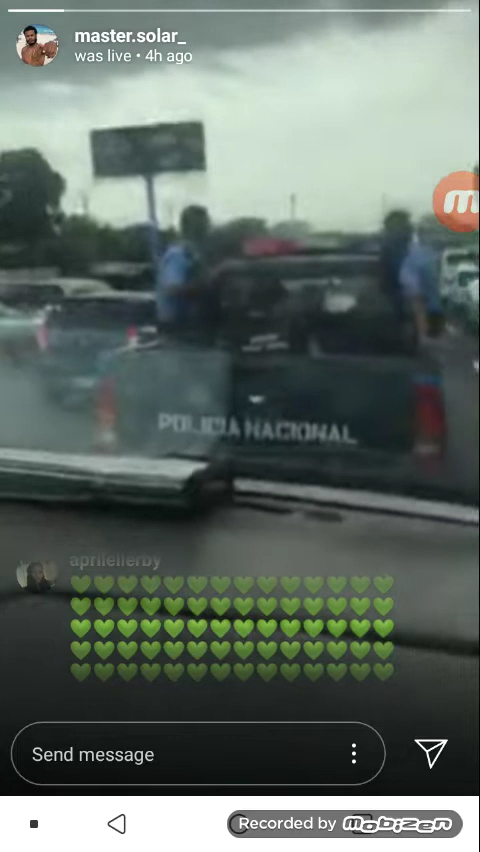 master.solar_
was live • 4h ago
POLICIA NACIONAL
aprilellerby
Send message
Recorded by mobizen